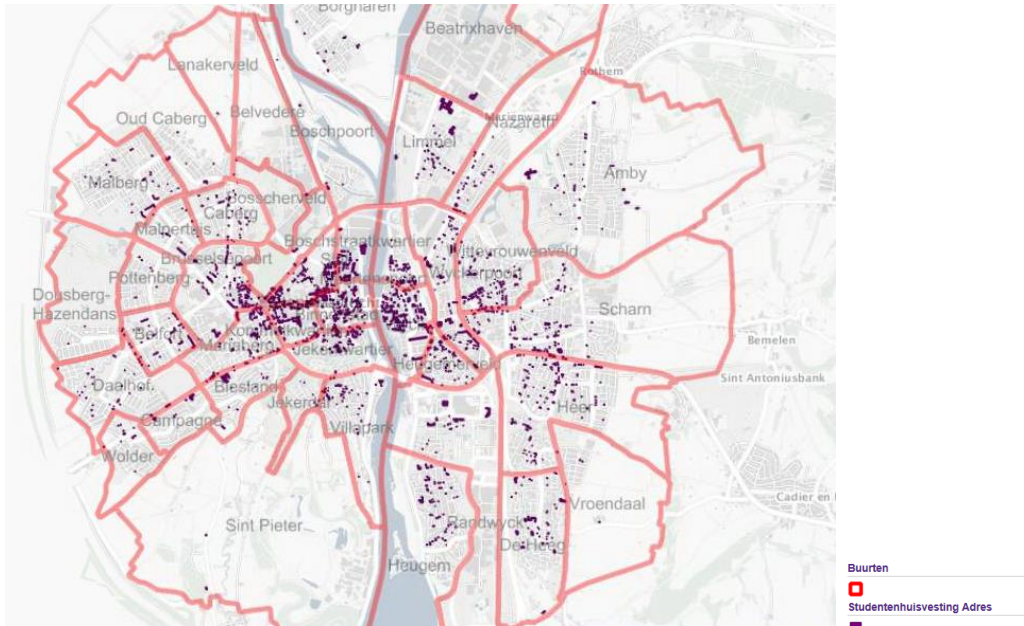 Borgharen
Beatrixhaven
Lanakerveld
Rothem
Oud Caberg
Belvedere
Boschpoort
Nazareth
Limmel
Amby
Malberg
Bosscherveld
Caberg
Malpertuis
Boschstraatkwartier
Wittevrouwenveld
Brusselsepoort
Wyckerpoort
Pottenberg
Dousberg-
Hazendans
Scharn
Belfort
Mariaberg
Jekerkwartier
Bemelen
Heugemerveld
Sint Antoniusbank
Daalhof
Biesland
Jekerdal
Heer
Campagne
Villapark
Wolder
Cadier en
Vroendaal
Sint Pieter
Randwyck
De Heeg
Heugem
Buurten
Studentenhuisvesting Adres